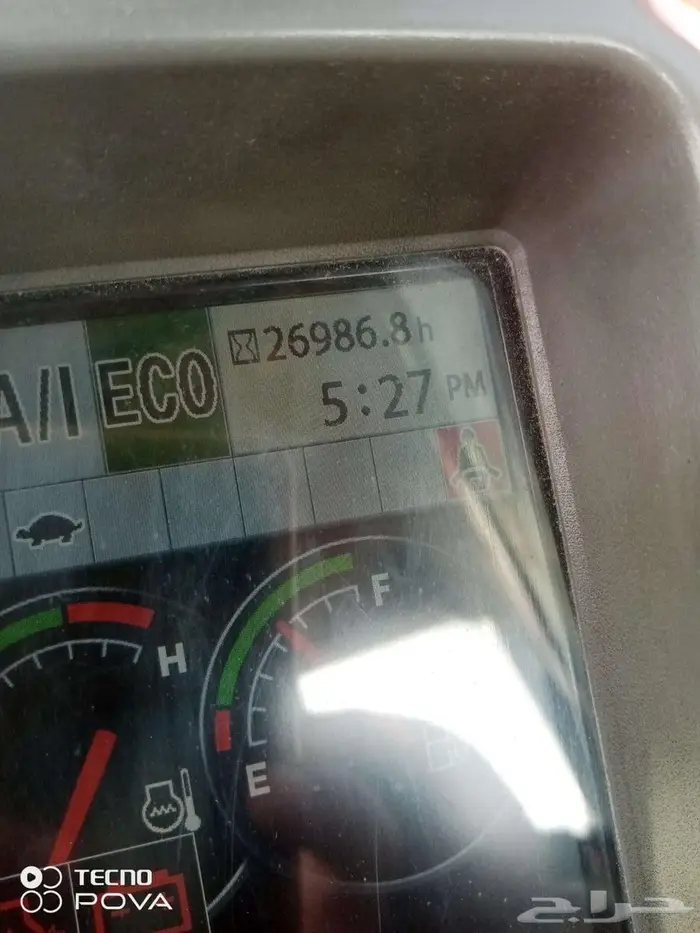 26986.8h
A/I ECO
5:27 PM
H
F
E
TECNO
POVA
حراج